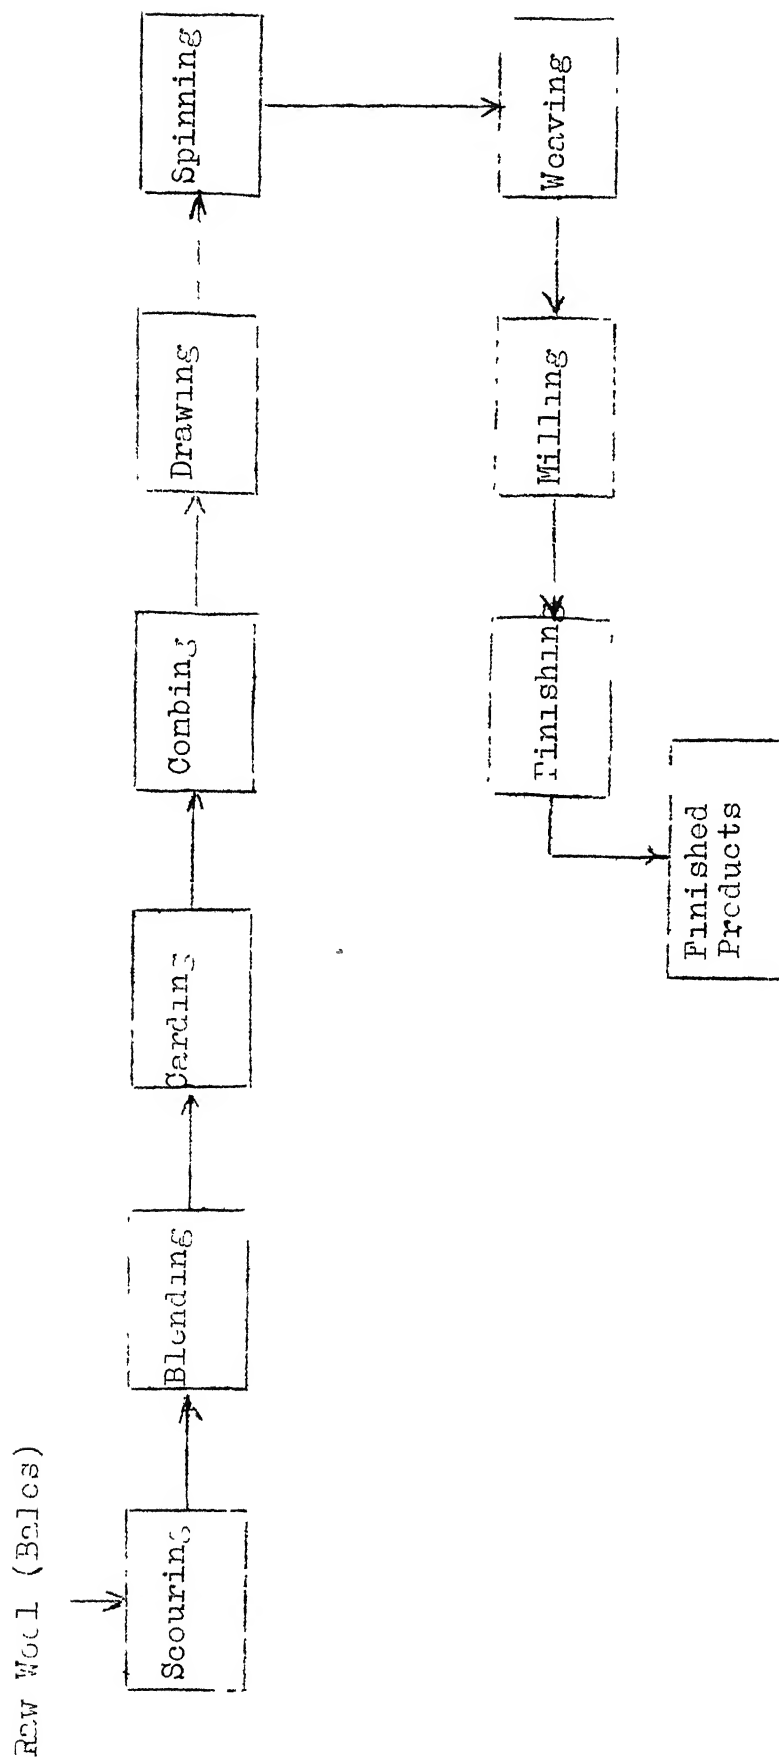 Raw Wool (Bales)
Scouring
Blending
Carding
Combing
Drawing
Spinning
Weaving
Milling
Finishing
Finished
Products